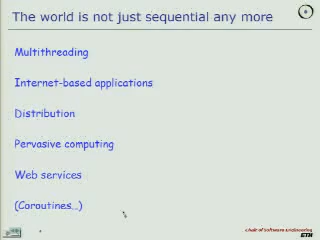 The world is not just sequential any more
Multithreading
Internet-based applications
Distribution
Pervasive computing
Web services
(Coroutines…)
Chair of Software Engineering
ETH